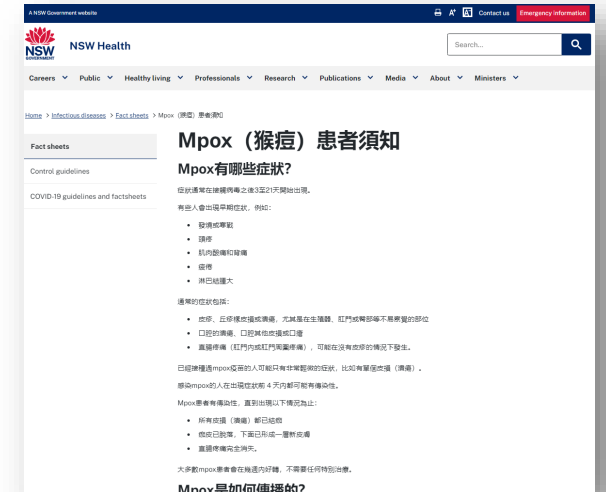 A NSW Government website
Contact us
Emergency information
NSW
GOVERNMENT
NSW Health
Search...
Careers
Public
Healthy living
Professionals
Research
Publications
Media
About
Ministers
Home > Infectious diseases > Fact sheets > Mpox（猴痘）患者須知
Fact sheets
Control guidelines
COVID-19 guidelines and factsheets
Mpox（猴痘）患者須知
Mpox有哪些症狀?
症狀通常在接觸病毒之後3至21天開始出現。
有些人會出現早期症狀，例如：
發燒或寒戰
頭疼
肌肉酸痛和背痛
疲倦
淋巴結腫大
通常的症狀包括：
皮疹、丘疹樣皮損或潰瘍，尤其是在生殖器、肛門或臀部等不易察覺的部位
口腔的潰瘍、口腔其他皮損或口瘡
直腸疼痛（肛門內或肛門周圍疼痛），可能在沒有皮疹的情況下發生。
已經接種過mpox疫苗的人可能只有非常輕微的症狀，比如有單個皮損（潰瘍）。
感染mpox的人在出現症狀前 4 天內都可能有傳染性。
Mpox患者有傳染性，直到出現以下情況為止：
所有皮損（潰瘍）都已結痂
痂皮已脫落，下面已形成一層新皮膚
直腸疼痛完全消失。
大多數mpox患者會在幾週內好轉，不需要任何特別治療。
Mpox是如何傳播的?